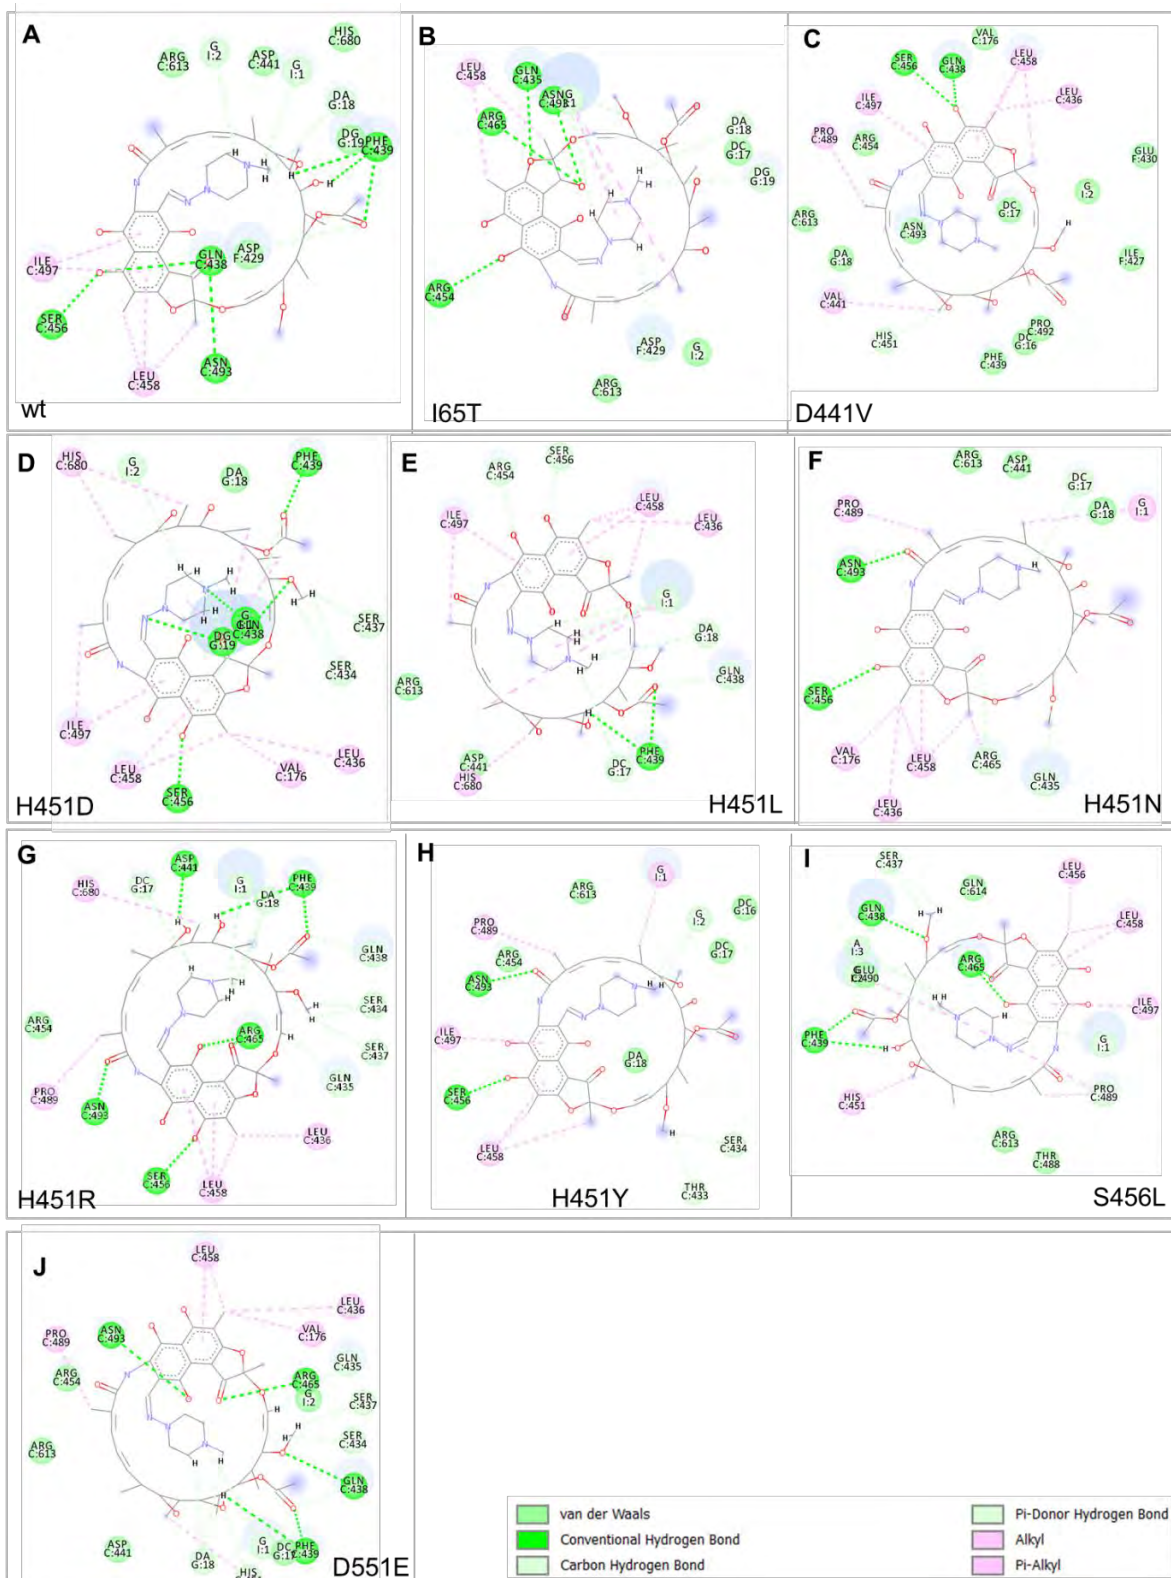 A
ARG
C:613
G
I:2
ASP
C:441
G
I:1
HIS
C:680
DA
G:18
DG
G:19
PHE
C:439
H
H
H
H
H
ILE
C:497
GLN
C:438
ASP
F:429
SER
C:456
LEU
C:458
ASN
C:493
wt
B
LEU
C:458
GLN
C:435
ARG
C:465
DA
G:18
DC
G:17
DG
G:19
H
H
H
H
ARG
C:454
ASP
F:429
G
I:2
ARG
C:613
I65T
C
VAL
C:176
SER
C:456
GLN
C:438
LEU
C:458
ILE
C:497
LEU
C:436
PRO
C:489
ARG
C:454
GLU
F:430
G
I:2
DC
G:17
ARG
C:613
ASN
C:493
DA
G:18
H
ILE
F:427
VAL
C:441
HIS
C:451
PRO
C:492
DC
G:16
PHE
C:439
D441V
D
HIS
C:680
G
I:2
DA
G:18
PHE
C:439
H
H
H
H
H
H
SER
C:437
DG
G:19
C:438
SER
C:434
ILE
C:497
LEU
C:458
LEU
C:436
VAL
C:176
SER
C:456
H451D
E
SER
C:456
ARG
C:454
LEU
C:458
LEU
C:436
ILE
C:497
G
I:1
H
H
H
DA
G:18
GLN
C:438
ARG
C:613
H
ASP
C:441
HIS
C:680
DC
G:17
PHE
C:439
H451L
F
ARG
C:613
ASP
C:441
DC
G:17
DA
G:18
G
I:1
PRO
C:489
ASN
C:493
H
SER
C:456
VAL
C:176
LEU
C:458
ARG
C:465
GLN
C:435
LEU
C:436
H451N
G
HIS
C:680
DC
G:17
ASP
C:441
G
I:1
DA
G:18
PHE
C:439
H
H
H
H
H
H
H
GLN
C:438
SER
C:434
SER
C:437
ARG
C:454
ARG
C:465
GLN
C:435
PRO
C:489
ASN
C:493
LEU
C:436
SER
C:456
LEU
C:458
H451R
H
ARG
C:613
G
I:1
PRO
C:489
G
I:2
DC
G:16
DC
G:17
ARG
C:454
ASN
C:493
H
H
ILE
C:497
DA
G:18
SER
C:456
LEU
C:458
H
SER
C:434
THR
C:433
H451Y
I
SER
C:437
GLN
C:614
LEU
C:456
GLN
C:438
H
H
LEU
C:458
A
I:3
ARG
C:465
GLU
C:490
ILE
C:497
H
H
H
H
PHE
C:439
G
I:1
HIS
C:451
PRO
C:489
ARG
C:613
THR
C:488
S456L
J
LEU
C:458
LEU
C:436
PRO
C:489
ASN
C:493
VAL
C:176
GLN
C:435
ARG
C:454
ARG
C:465
G
I:2
SER
C:437
H
H
H
SER
C:434
ARG
C:613
H
H
GLN
C:438
H
ASP
C:441
DA
G:18
G
I:1
DC
G:17
PHE
C:439
D551E
van der Waals
Conventional Hydrogen Bond
Carbon Hydrogen Bond
Pi-Donor Hydrogen Bond
Alkyl
Pi-Alkyl